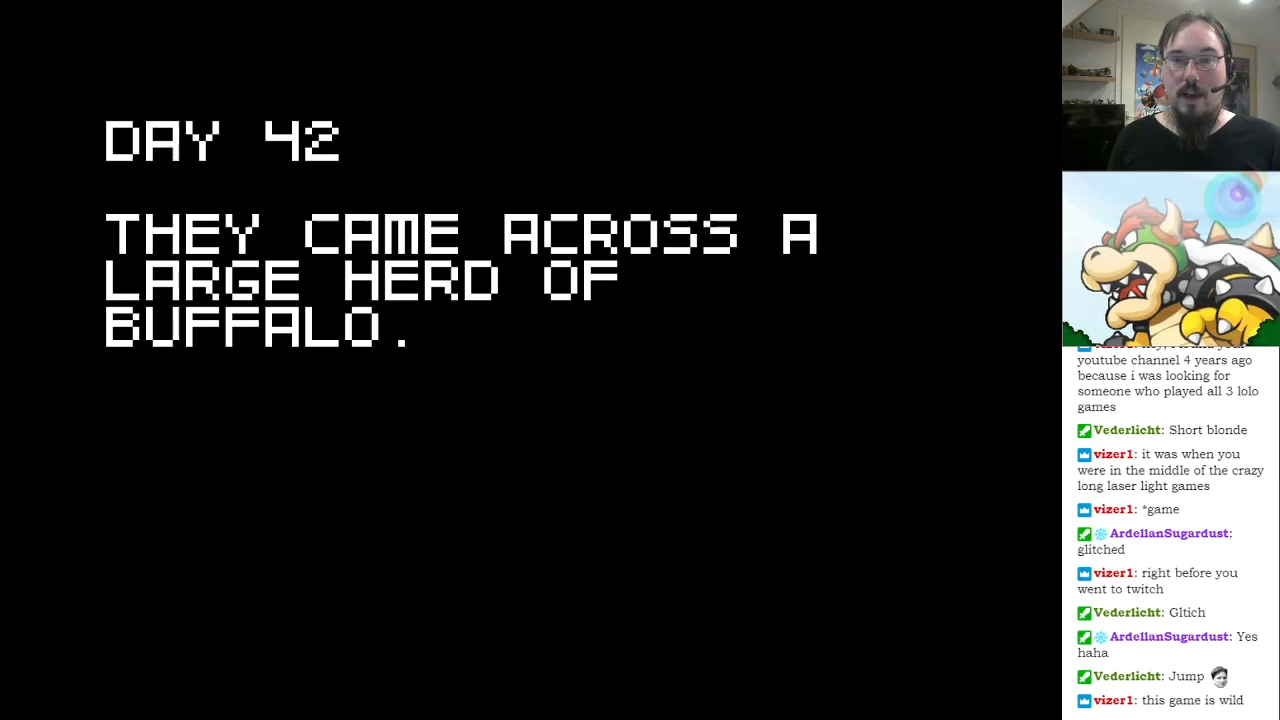 DAY 42
THEY CAME ACROSS A
LARGE HERD OF
BUFFALO.
youtube channel 4 years ago
because i was looking for
someone who played all 3 lolo
games
Vederlicht: Short blonde
vizer1: it was when you
were in the middle of the crazy
long laser light games
vizer1: *game
ArdellanSugardust:
glitched
vizer1: right before you
went to twitch
Vederlicht: Gltich
ArdellanSugardust: Yes
haha
Vederlicht: Jump
vizer1: this game is wild